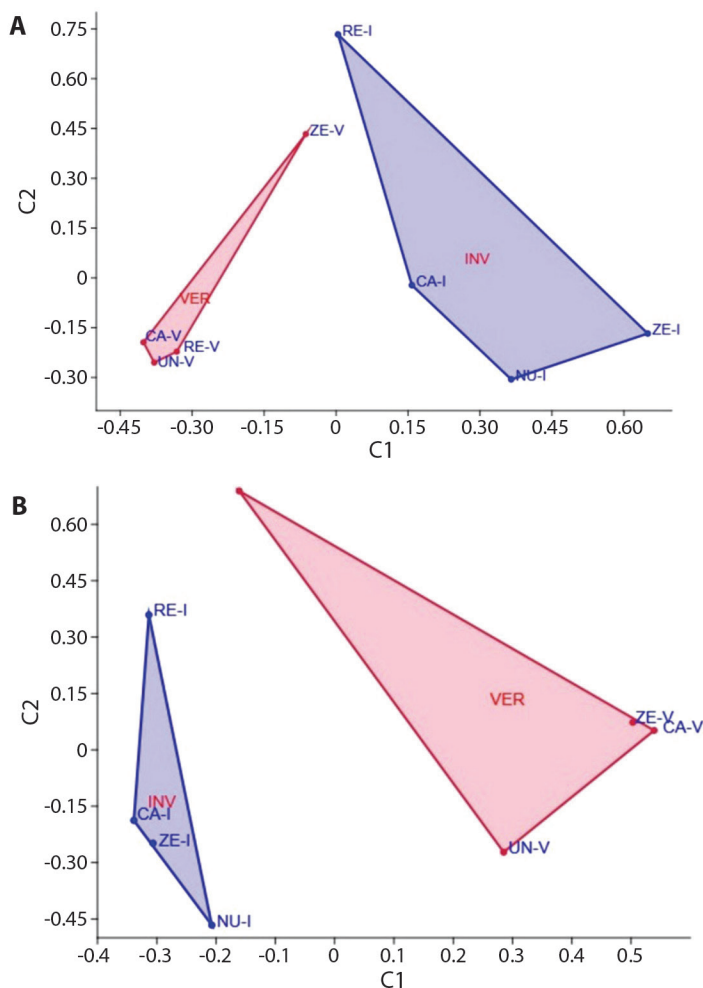 A
C2
0.75
0.60
0.45
0.30
0.15
0
-0.15
-0.30
RE-I
ZE-V
INV
CA-I
VER
CA-V
RE-V
UN-V
ZE-I
NU-I
-0.45 -0.30 -0.15 0 0.15 0.30 0.45 0.60
C1
B
C2
0.60
0.45
0.30
0.15
0
-0.15
-0.30
-0.45
RE-I
VER
ZE-V
CA-V
INV
CA-I
ZE-I
UN-V
NU-I
-0.4 -0.3 -0.2 -0.1 0 0.1 0.2 0.3 0.4 0.5
C1